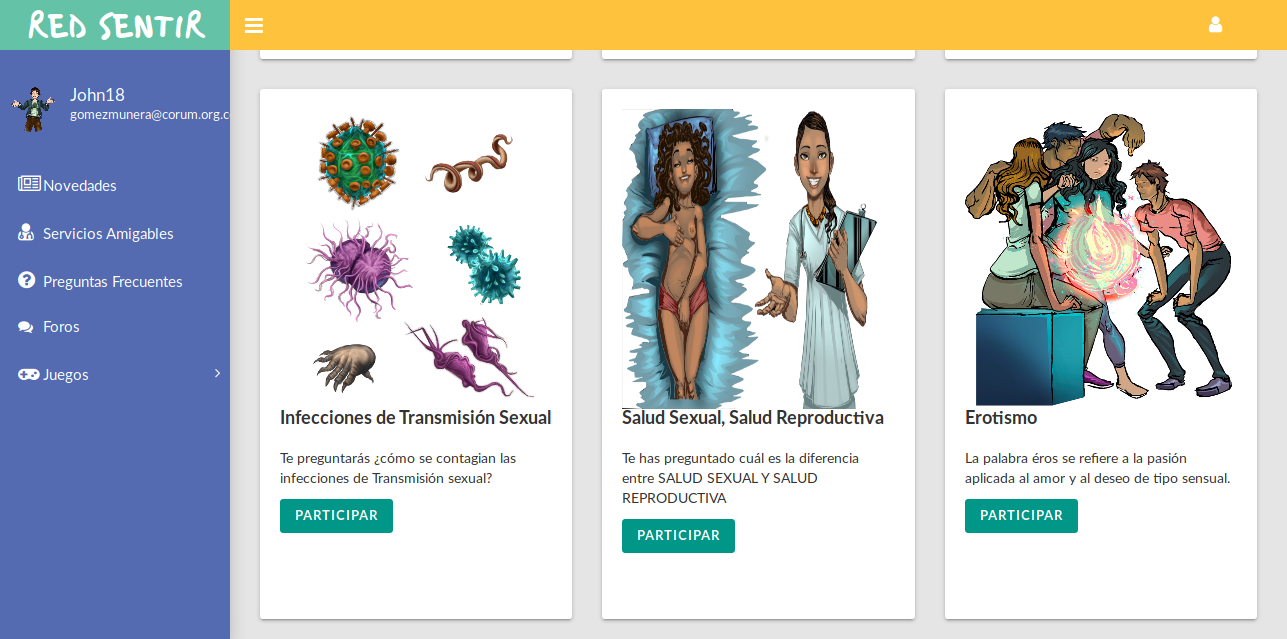 RED SENTIR
John18
gomezmunera@corum.org.c
Novedades
Servicios Amigables
Preguntas Frecuentes
Foros
Juegos
Infecciones de Transmisión Sexual
Te preguntarás ¿cómo se contagian las
infecciones de Transmisión sexual?
PARTICIPAR
Salud Sexual, Salud Reproductiva
Te has preguntado cuál es la diferencia
entre SALUD SEXUAL Y SALUD
REPRODUCTIVA
PARTICIPAR
Erotismo
La palabra éros se refiere a la pasión
aplicada al amor y al deseo de tipo sensual.
PARTICIPAR